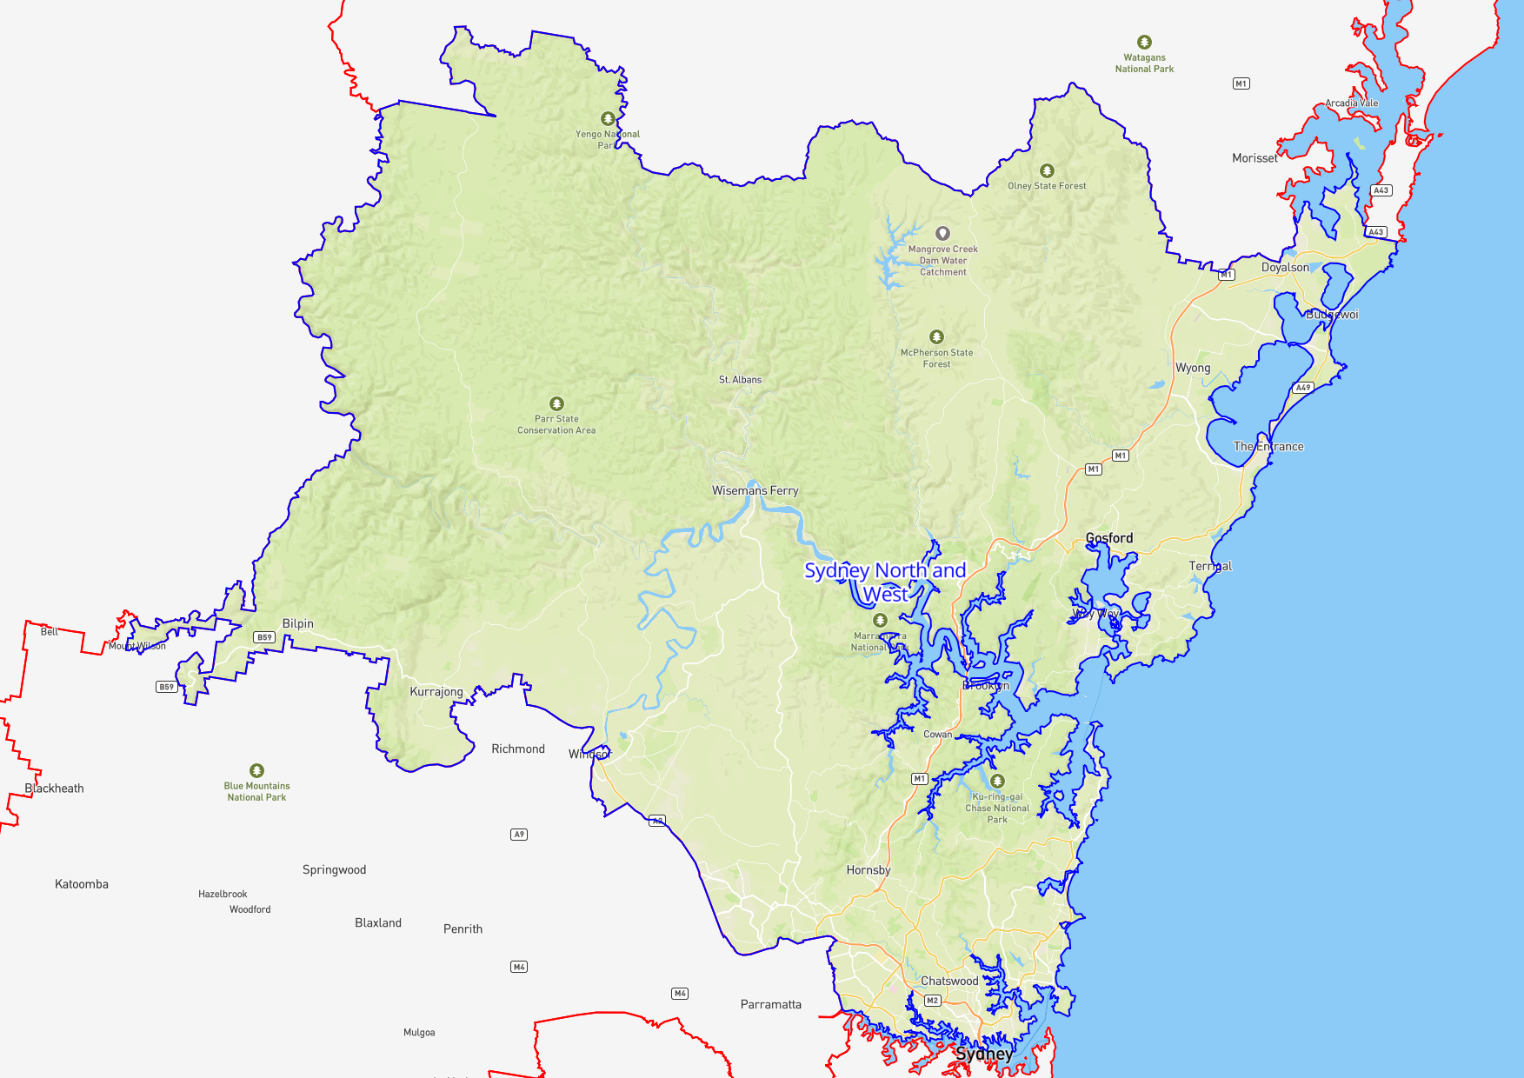 Watagans
National Park
M1
Arcadia Vale
Yengo National
Park
Morisset
Olney State Forest
A43
A43
Mangrove Creek
Dam Water
Catchment
Doyalson
M1
Budgewoi
McPherson State
Forest
Wyong
St. Albans
A49
Parr State
Conservation Area
The Entrance
M1
M1
Wisemans Ferry
Gosford
Terrigal
Sydney North and
West
Woy Woy
Bilpin
Bell
B59
Mount Wilson
Marramarra
National Park
B59
Kurrajong
Brooklyn
Cowan
Richmond
Windsor
Blue Mountains
National Park
Blackheath
M1
Ku-ring-gai
Chase National
Park
A2
A9
Springwood
Hornsby
Katoomba
Hazelbrook
Woodford
Blaxland
Penrith
M4
Chatswood
M4
M2
Parramatta
Mulgoa
Sydney